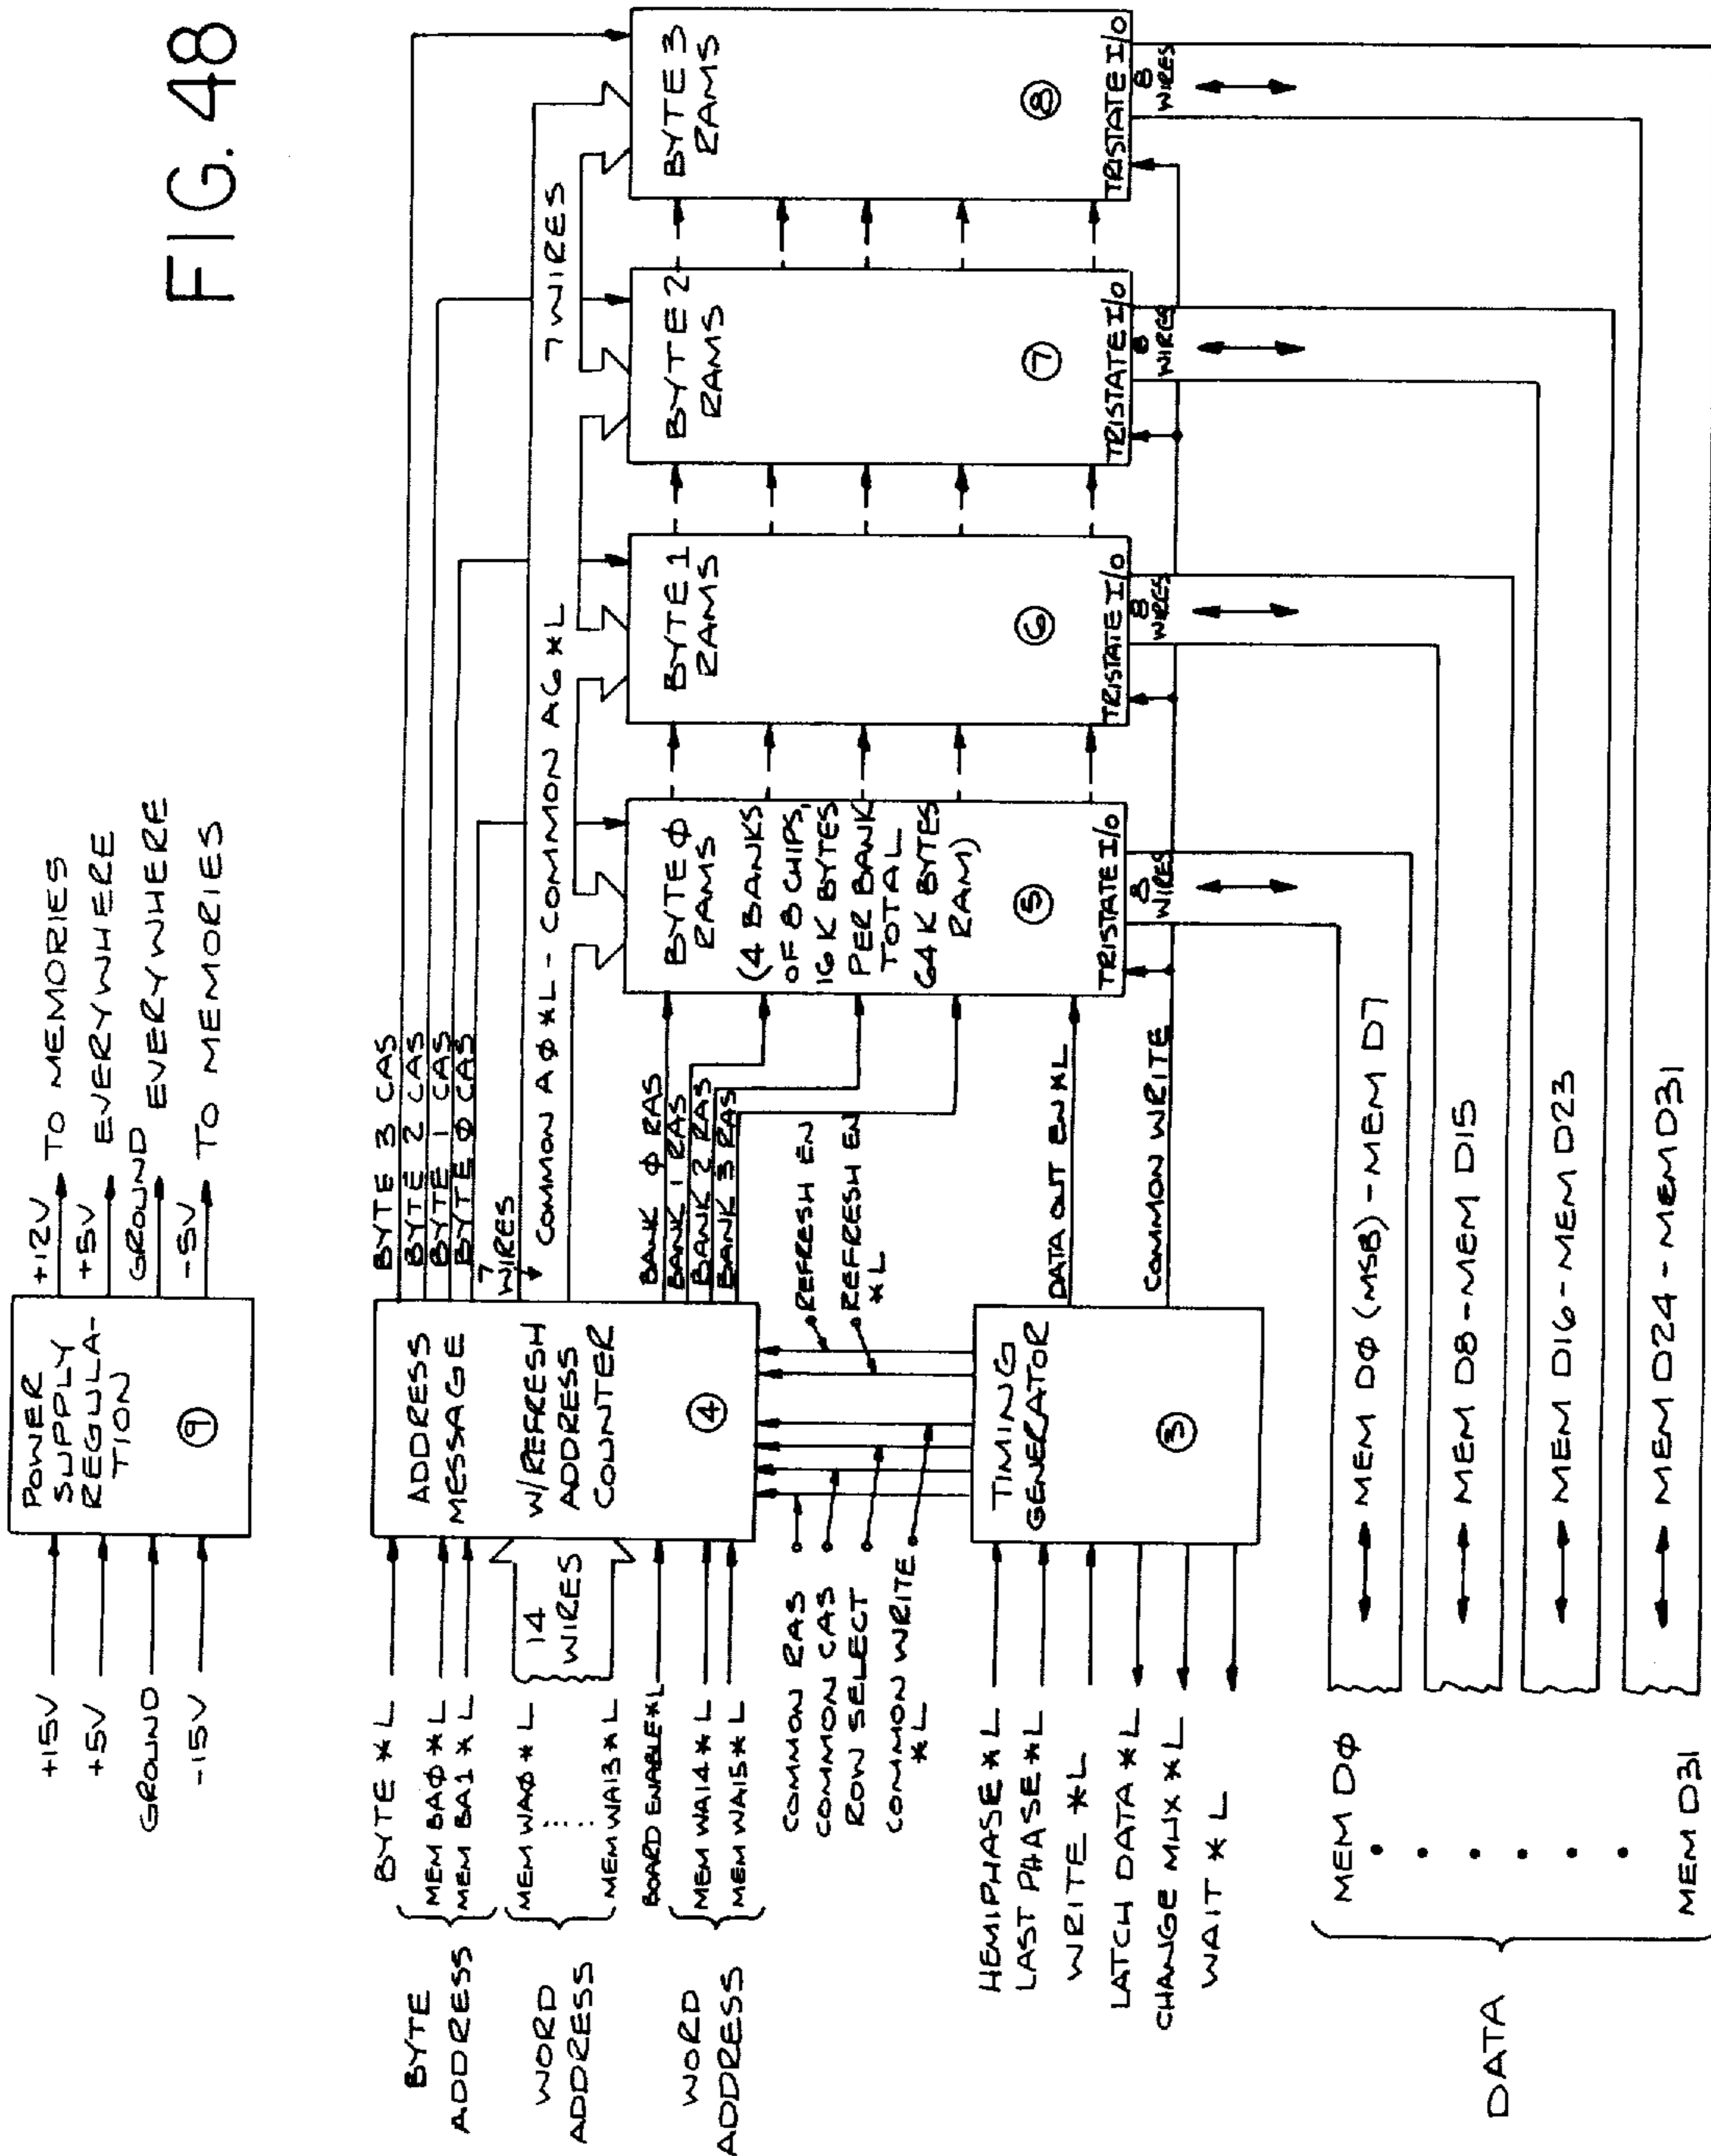 FIG. 48
+15V
+5V
GROUND
-15V
POWER
SUPPLY
REGULA-
TION
9
+12V
TO MEMORIES
+5V
EVERYWHERE
GROUND
EVERYWHERE
-5V
TO MEMORIES
BYTE
ADDRESS
BYTE *L
MEM BAØ*L
MEM BA1 *L
WORD
ADDRESS
MEM WAØ*L
MEM WA13*L
14
WIRES
BOARD ENABLE*L
WORD
ADDRESS
MEM WA14*L
MEM WA15*L
ADDRESS
MESSAGE
W/REFRESH
ADDRESS
COUNTER
4
BYTE 3 CAS
BYTE 2 CAS
BYTE 1 CAS
BYTE Ø CAS
7
WIRES
COMMON AØ*L - COMMON A6*L
7 WIRES
BANK Ø RAS
BANK 1 RAS
BANK 2 RAS
BANK 3 RAS
REFRESH EN
REFRESH EN
*L
COMMON RAS
COMMON CAS
ROW SELECT
COMMON WRITE
*L
HEMIPHASE*L
LAST PHASE*L
WRITE *L
LATCH DATA*L
CHANGE MUX*L
WAIT *L
TIMING
GENERATOR
3
DATA OUT EN*L
COMMON WRITE
BYTE Ø
RAMS
(4 BANKS
OF 8 CHIPS,
16K BYTES
PER BANK
TOTAL
64K BYTES
RAM)
5
TRISTATE I/O
8
WIRES
BYTE 1
RAMS
6
TRISTATE I/O
8
WIRES
BYTE 2
RAMS
7
TRISTATE I/O
8
WIRES
BYTE 3
RAMS
8
TRISTATE I/O
8
WIRES
DATA
MEM DØ
MEM D31
MEM DØ (MSB) - MEM D7
MEM D8 - MEM D15
MEM D16 - MEM D23
MEM D24 - MEM D31